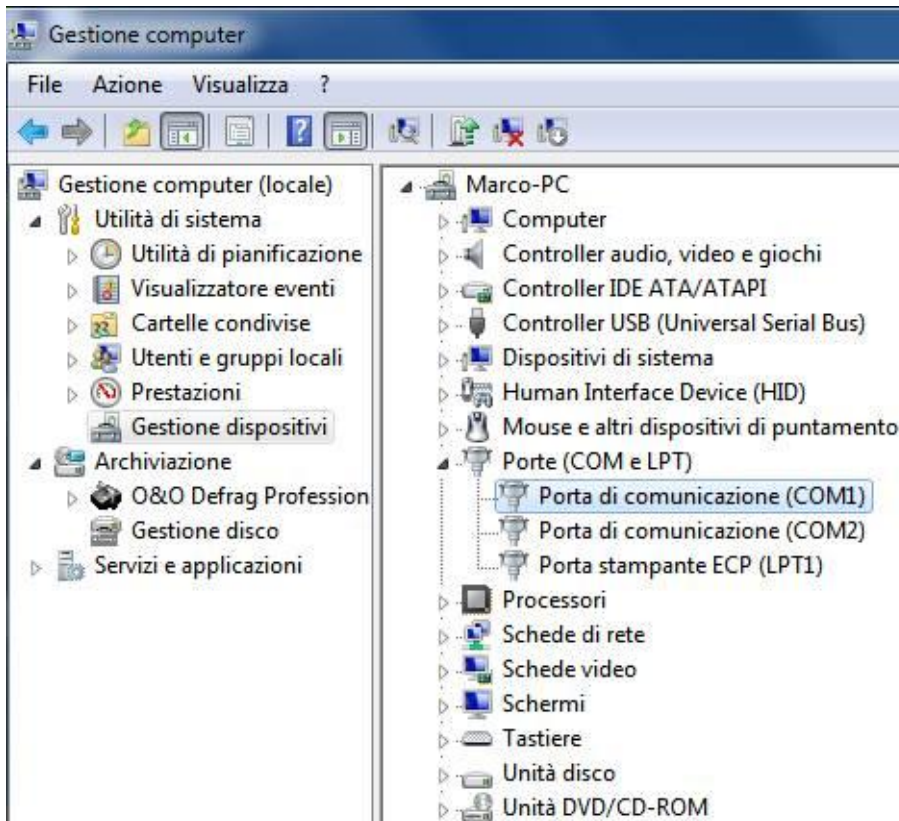 Gestione computer
File Azione Visualizza ?
Gestione computer (locale)
Utilità di sistema
Utilità di pianificazione
Visualizzatore eventi
Cartelle condivise
Utenti e gruppi locali
Prestazioni
Gestione dispositivi
Archiviazione
O&O Defrag Profession
Gestione disco
Servizi e applicazioni
Marco-PC
Computer
Controller audio, video e giochi
Controller IDE ATA/ATAPI
Controller USB (Universal Serial Bus)
Dispositivi di sistema
Human Interface Device (HID)
Mouse e altri dispositivi di puntamento
Porte (COM e LPT)
Porta di comunicazione (COM1)
Porta di comunicazione (COM2)
Porta stampante ECP (LPT1)
Processori
Schede di rete
Schede video
Schermi
Tastiere
Unità disco
Unità DVD/CD-ROM